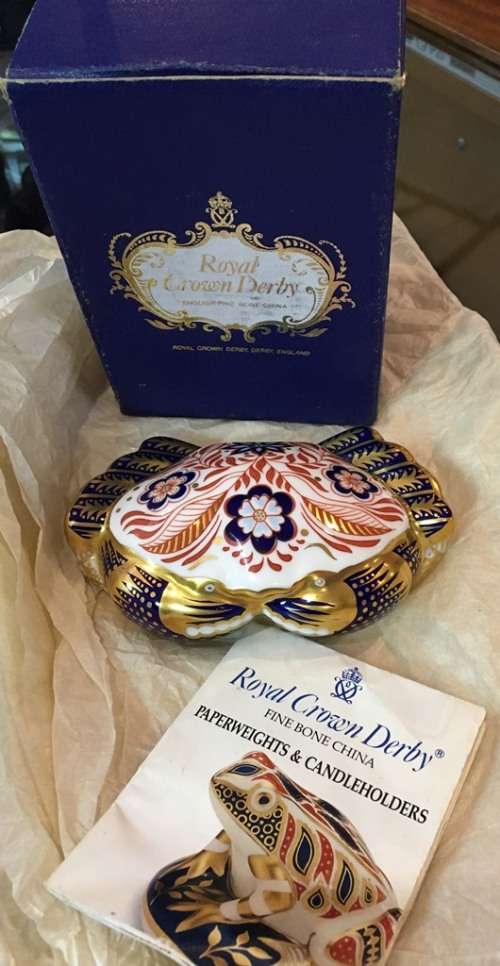 Royal
Crown Derby
ENGLISH FINE BONE CHINA
ROYAL CROWN DERBY, DERBY, ENGLAND
Royal Crown Derby®
FINE BONE CHINA
PAPERWEIGHTS & CANDLEHOLDERS